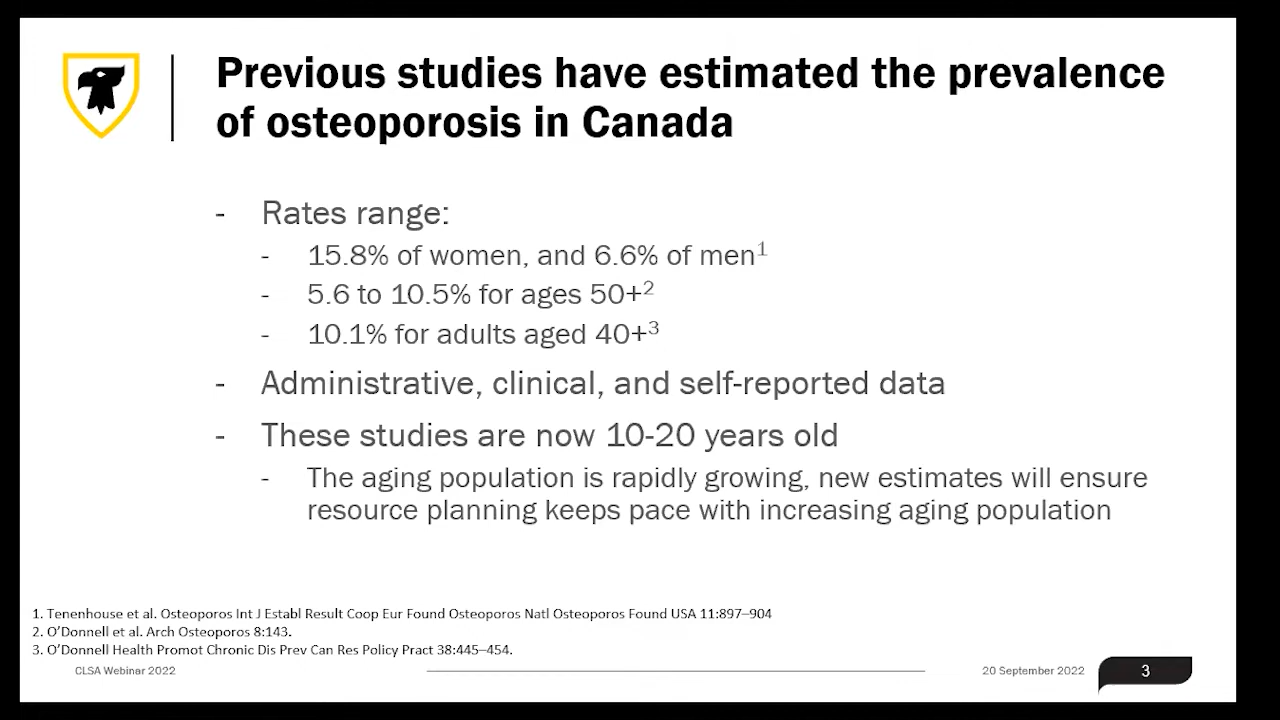 Previous studies have estimated the prevalence
of osteoporosis in Canada
- Rates range:
- 15.8% of women, and 6.6% of men¹
- 5.6 to 10.5% for ages 50+²
- 10.1% for adults aged 40+³
- Administrative, clinical, and self-reported data
- These studies are now 10-20 years old
- The aging population is rapidly growing, new estimates will ensure
resource planning keeps pace with increasing aging population
1. Tenenhouse et al. Osteoporos Int J Establ Result Coop Eur Found Osteoporos Natl Osteoporos Found USA 11:897–904
2. O’Donnell et al. Arch Osteoporos 8:143.
3. O’Donnell Health Promot Chronic Dis Prev Can Res Policy Pract 38:445–454.
CLSA Webinar 2022
20 September 2022
3